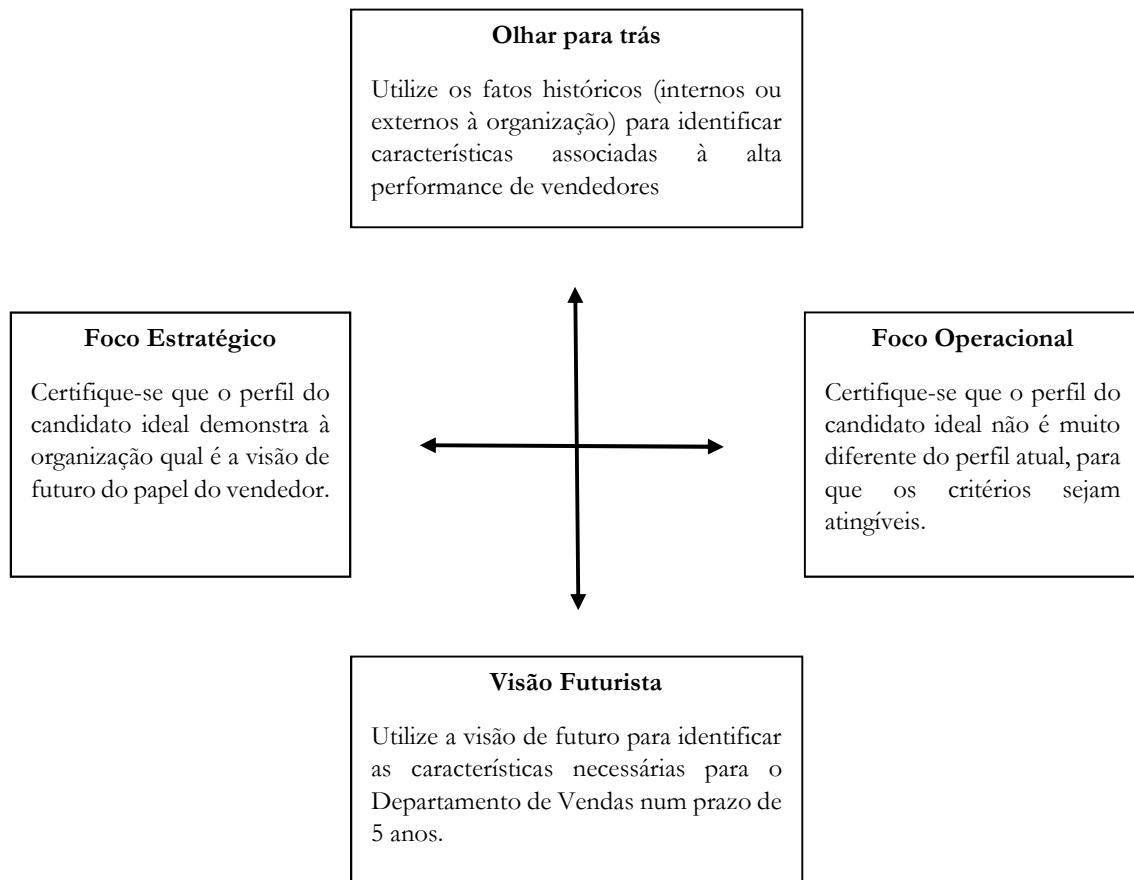 Olhar para trás
Utilize os fatos históricos (internos ou
externos à organização) para identificar
características associadas à alta
performance de vendedores
Foco Estratégico
Certifique-se que o perfil do
candidato ideal demonstra à
organização qual é a visão de
futuro do papel do vendedor.
Foco Operacional
Certifique-se que o perfil do
candidato ideal não é muito
diferente do perfil atual, para
que os critérios sejam
atingíveis.
Visão Futurista
Utilize a visão de futuro para identificar
as características necessárias para o
Departamento de Vendas num prazo de
5 anos.